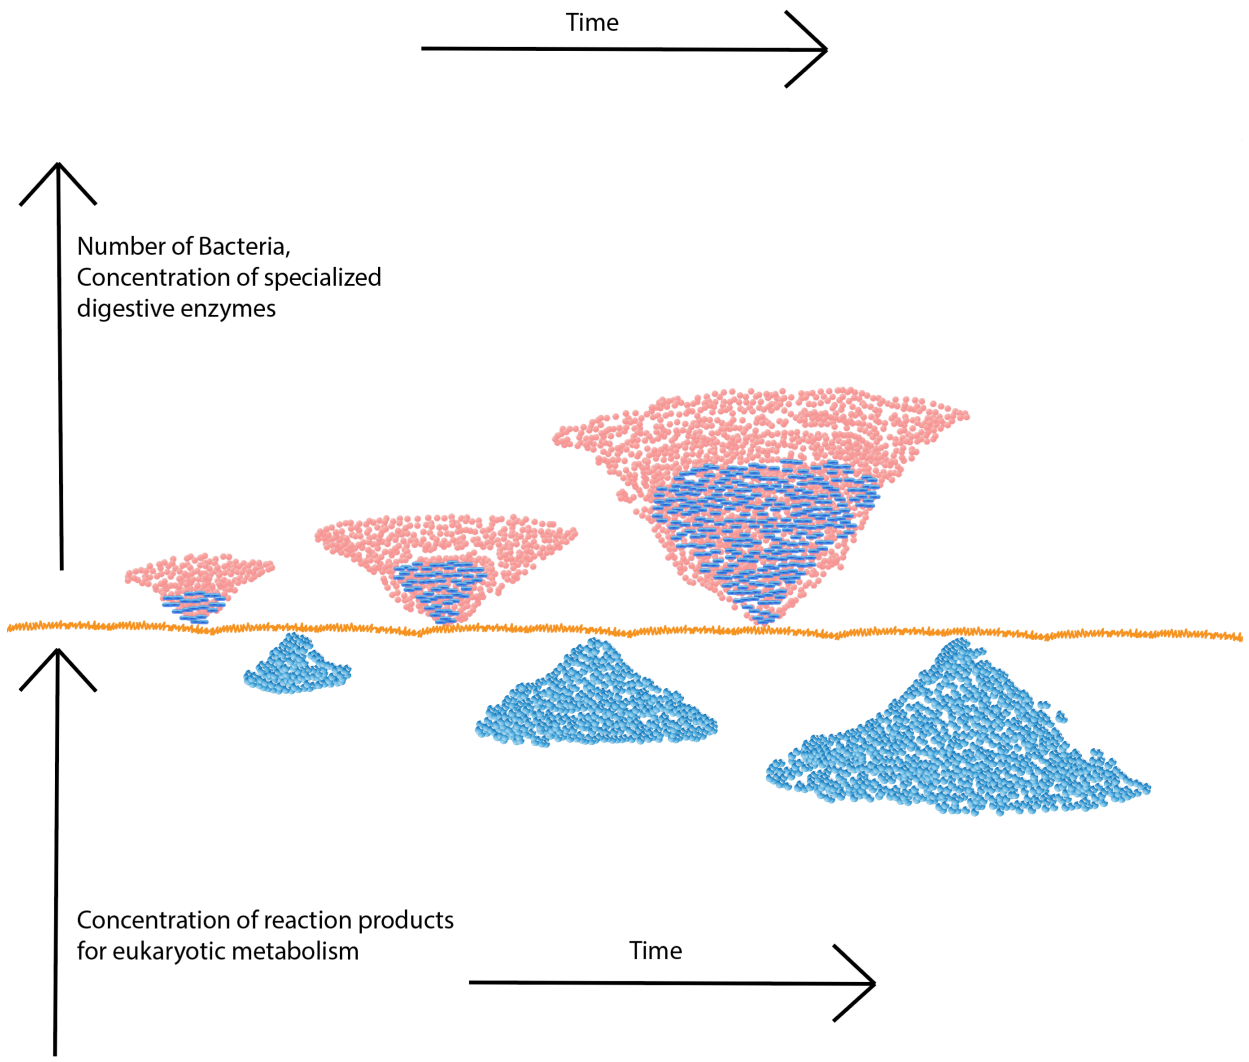 Time
Number of Bacteria,
Concentration of specialized
digestive enzymes
Concentration of reaction products
for eukaryotic metabolism
Time